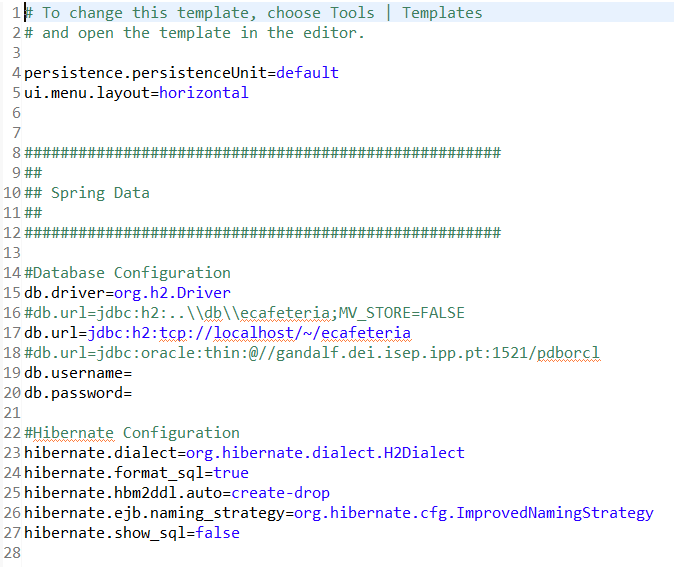 1 # To change this template, choose Tools | Templates
2 # and open the template in the editor.
3
4 persistence.persistenceUnit=default
5 ui.menu.layout=horizontal
6
7
8 #####################################################
9 ##
10 ## Spring Data
11 ##
12 #####################################################
13
14 #Database Configuration
15 db.driver=org.h2.Driver
16 #db.url=jdbc:h2:..\\db\\ecafeteria;MV_STORE=FALSE
17 db.url=jdbc:h2:tcp://localhost/~/ecafeteria
18 #db.url=jdbc:oracle:thin:@//gandalf.dei.isep.ipp.pt:1521/pdborcl
19 db.username=
20 db.password=
21
22 #Hibernate Configuration
23 hibernate.dialect=org.hibernate.dialect.H2Dialect
24 hibernate.format_sql=true
25 hibernate.hbm2ddl.auto=create-drop
26 hibernate.ejb.naming_strategy=org.hibernate.cfg.ImprovedNamingStrategy
27 hibernate.show_sql=false
28